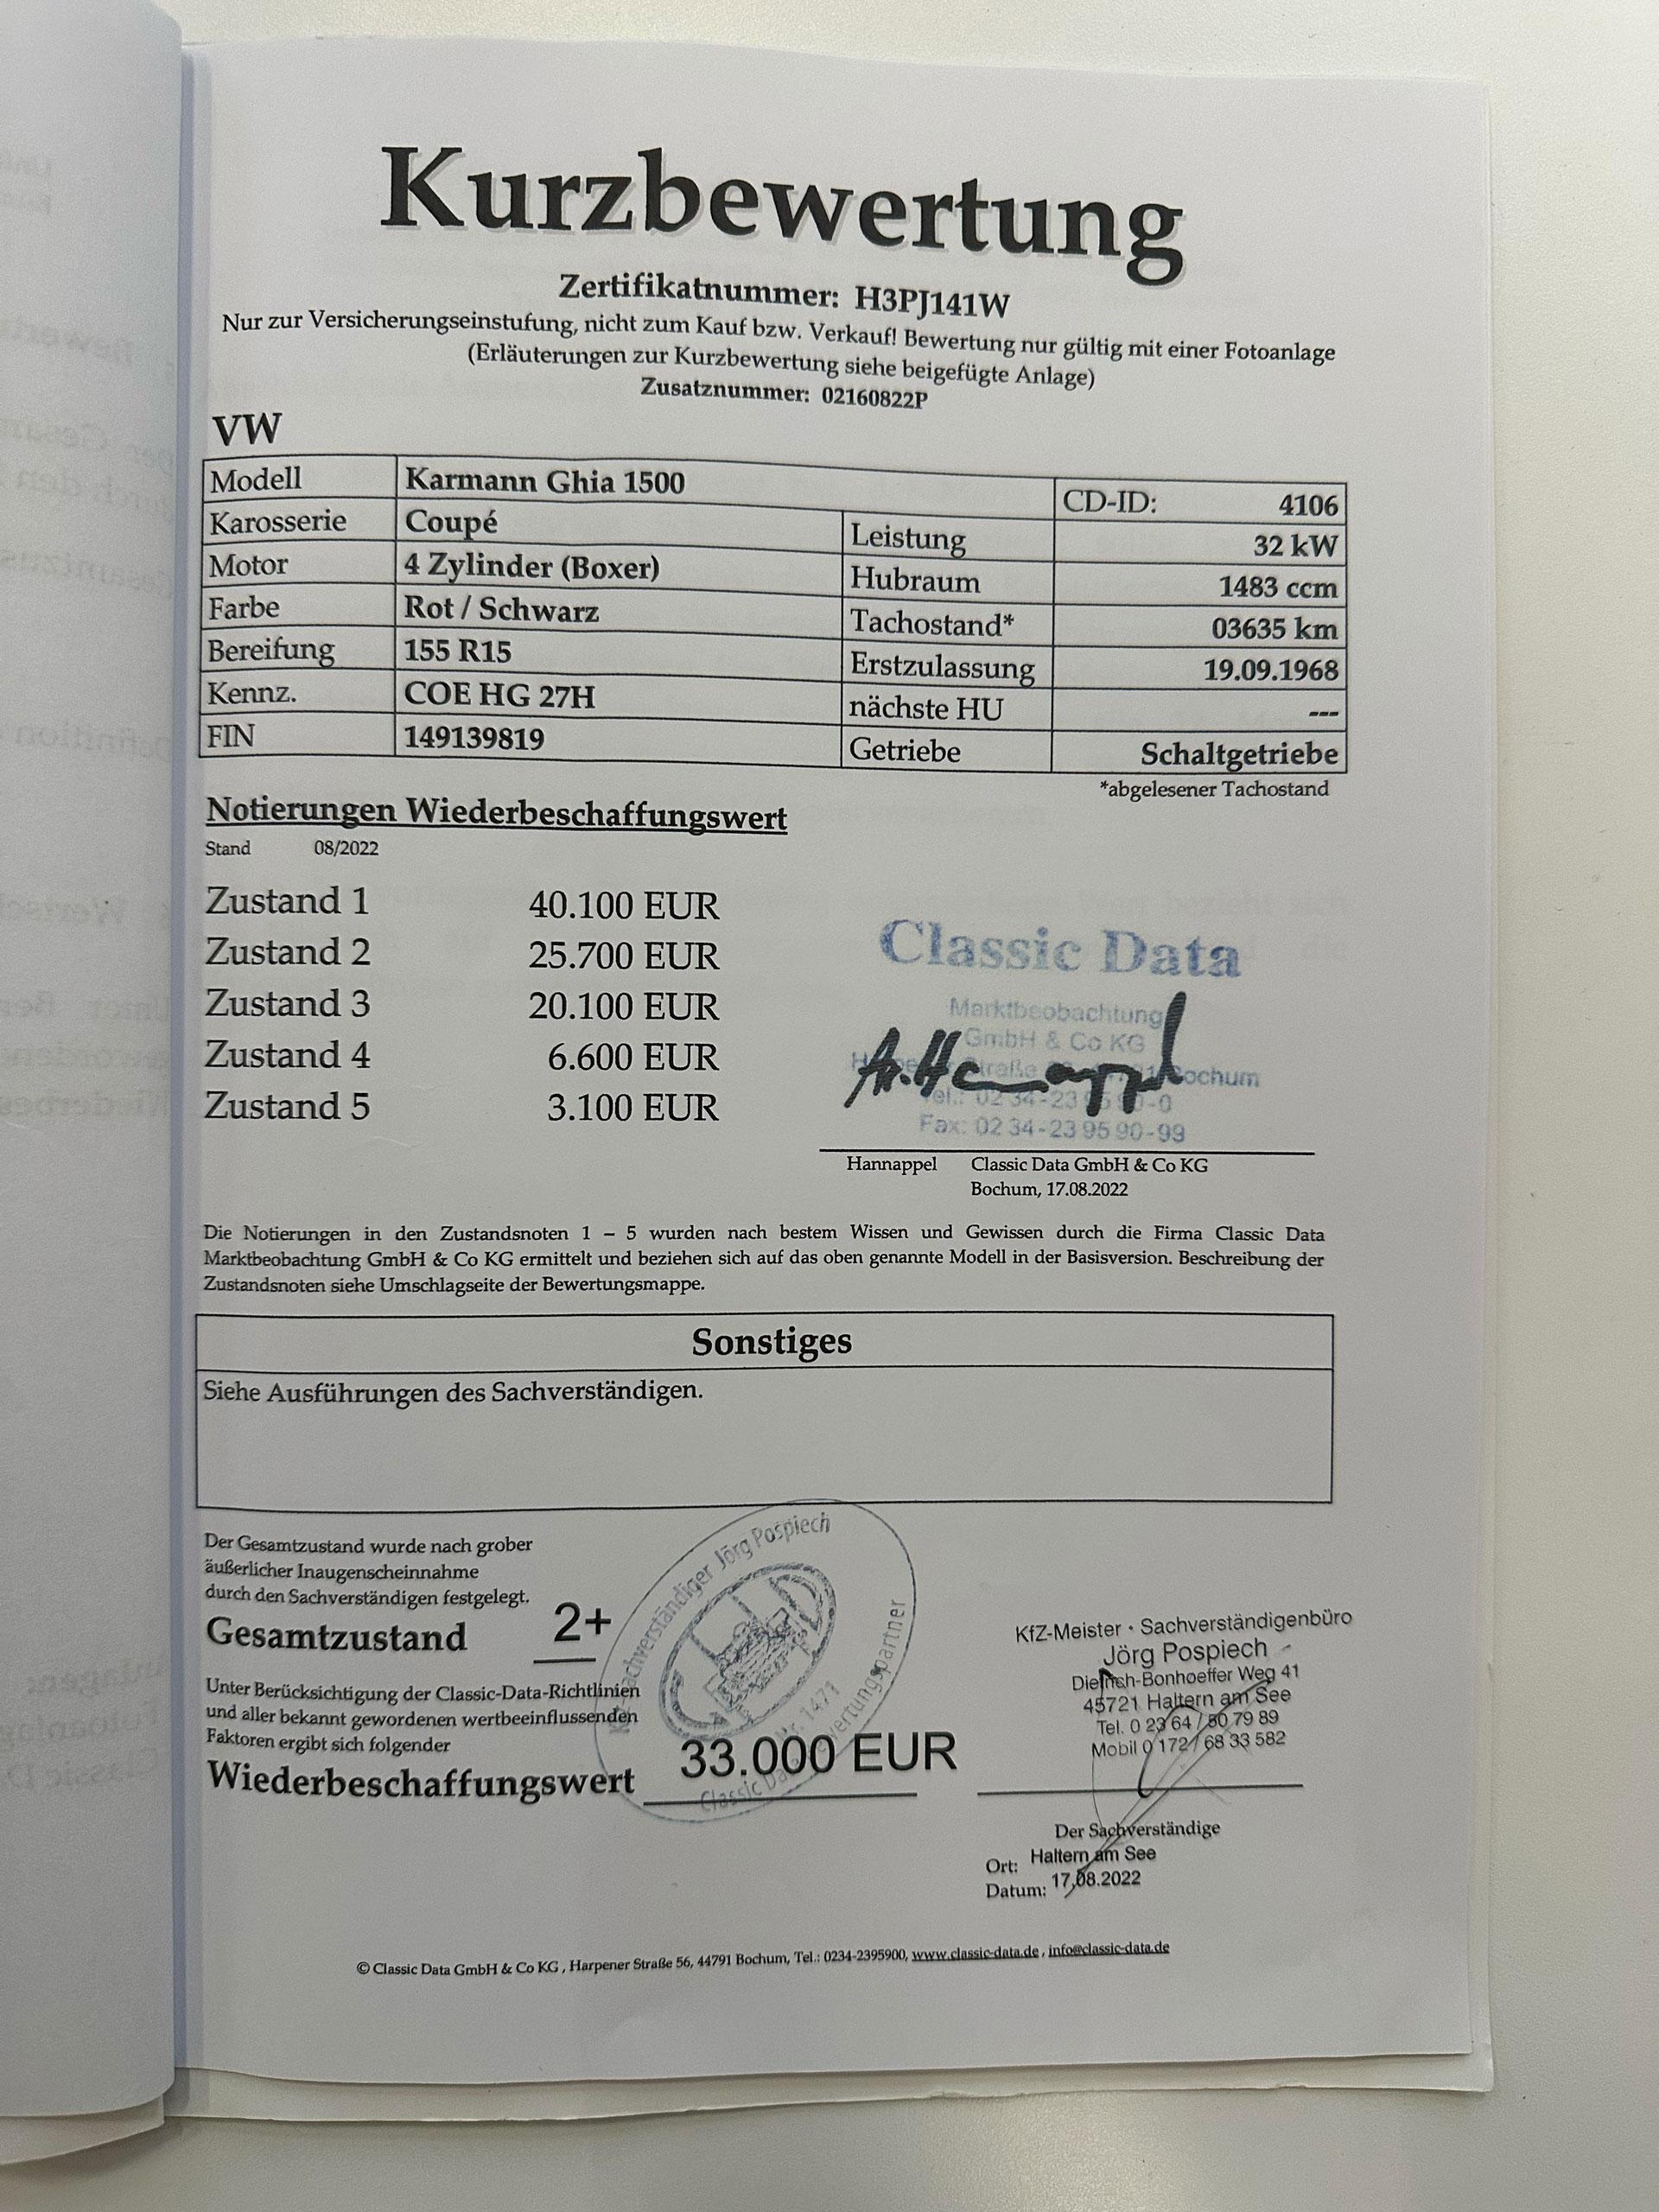 Kurzbewertung
Zertifikatnummer: H3PJ141W
Nur zur Versicherungseinstufung, nicht zum Kauf bzw. Verkauf! Bewertung nur gültig mit einer Fotoanlage
(Erläuterungen zur Kurzbewertung siehe beigefügte Anlage)
Zusatznummer: 02160822P
VW
Modell Karmann Ghia 1500 CD-ID: 4106
Karosserie Coupé Leistung 32 kW
Motor 4 Zylinder (Boxer) Hubraum 1483 ccm
Farbe Rot / Schwarz Tachostand* 03635 km
Bereifung 155 R15 Erstzulassung 19.09.1968
Kennz. COE HG 27H nächste HU ---
FIN 149139819 Getriebe Schaltgetriebe
*abgelesener Tachostand
Notierungen Wiederbeschaffungswert
Stand 08/2022
Zustand 1 40.100 EUR
Zustand 2 25.700 EUR
Zustand 3 20.100 EUR
Zustand 4 6.600 EUR
Zustand 5 3.100 EUR
Classic Data
Marktbeobachtung
GmbH & Co KG
Bochum
Fax: 02 34-23 95 90-99
Hannappel Classic Data GmbH & Co KG
Bochum, 17.08.2022
Die Notierungen in den Zustandsnoten 1 – 5 wurden nach bestem Wissen und Gewissen durch die Firma Classic Data
Marktbeobachtung GmbH & Co KG ermittelt und beziehen sich auf das oben genannte Modell in der Basisversion. Beschreibung der
Zustandsnoten siehe Umschlagseite der Bewertungsmappe.
Sonstiges
Siehe Ausführungen des Sachverständigen.
Der Gesamtzustand wurde nach grober
äußerlicher Inaugenscheinnahme
durch den Sachverständigen festgelegt.
Gesamtzustand 2+
Unter Berücksichtigung der Classic-Data-Richtlinien
und aller bekannt gewordenen wertbeeinflussenden
Faktoren ergibt sich folgender
Wiederbeschaffungswert 33.000 EUR
Kfz-Sachverständiger Jörg Pospiech
KfZ-Meister · Sachverständigenbüro
Jörg Pospiech
Dietrich-Bonhoeffer Weg 41
45721 Haltern am See
Tel. 0 23 64 / 50 79 89
Mobil 0 172 / 68 33 582
Der Sachverständige
Ort: Haltern am See
Datum: 17.08.2022
© Classic Data GmbH & Co KG , Harpener Straße 56, 44791 Bochum, Tel.: 0234-2395900, www.classic-data.de , info@classic-data.de